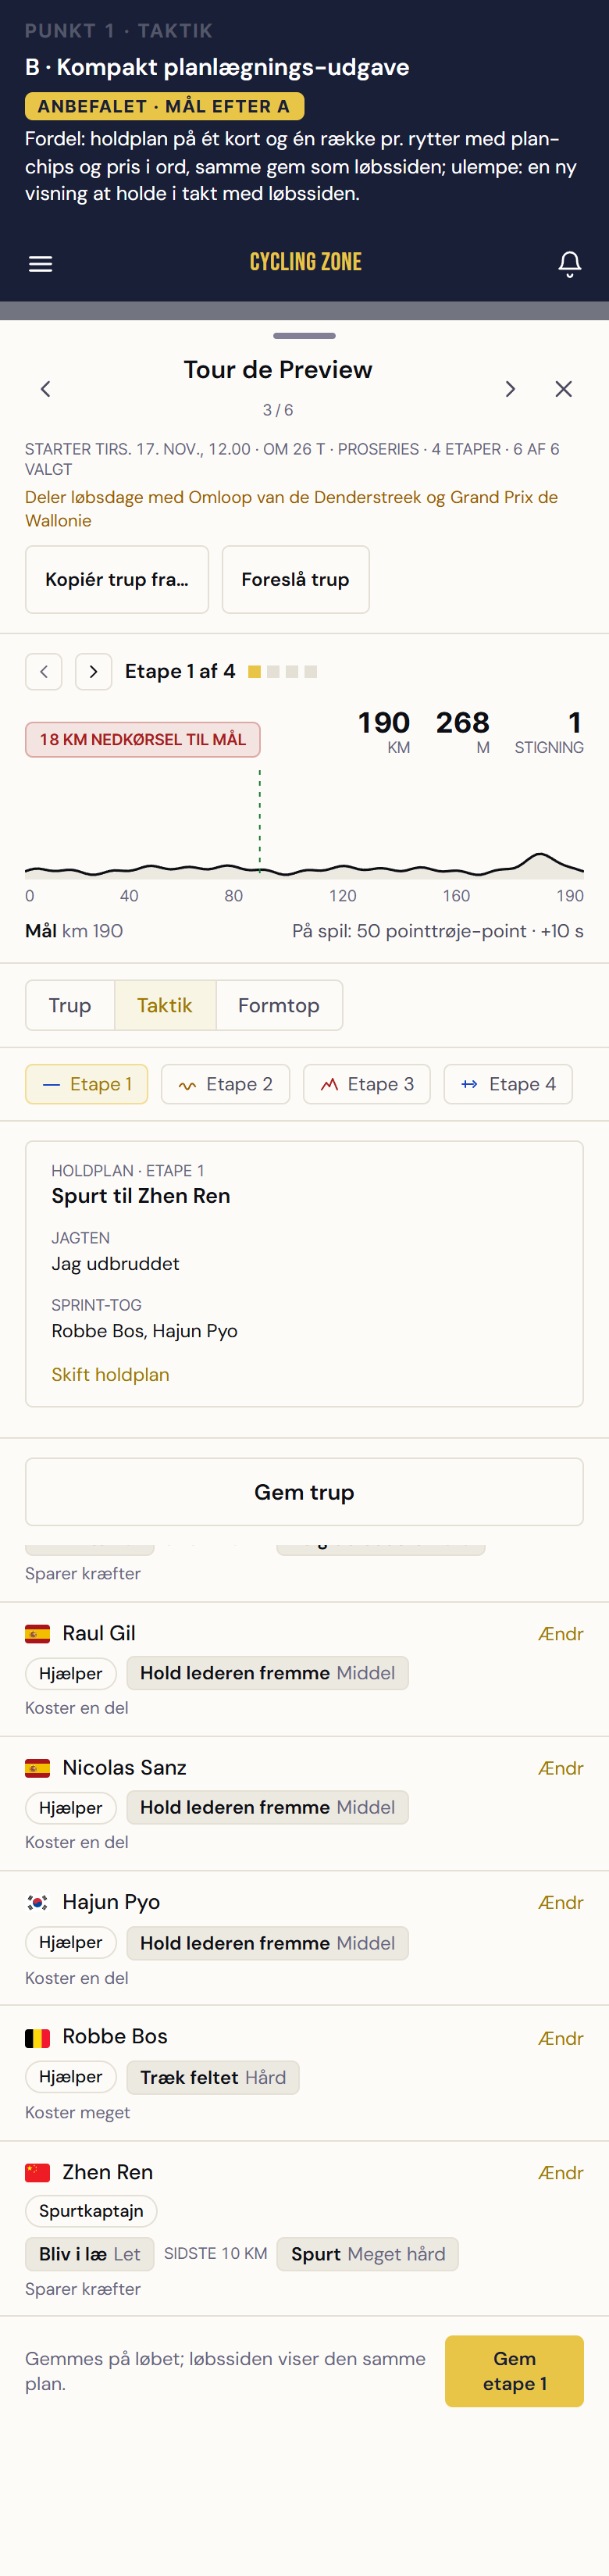 PUNKT 1 · TAKTIK
B · Kompakt planlægnings-udgave
ANBEFALET · MÅL EFTER A
Fordel: holdplan på ét kort og én række pr. rytter med plan-
chips og pris i ord, samme gem som løbssiden; ulempe: en ny
visning at holde i takt med løbssiden.
CYCLING ZONE
Tour de Preview
3 / 6
STARTER TIRS. 17. NOV., 12.00 · OM 26 T · PROSERIES · 4 ETAPER · 6 AF 6
VALGT
Deler løbsdage med Omloop van de Denderstreek og Grand Prix de
Wallonie
Kopiér trup fra...
Foreslå trup
Etape 1 af 4
18 KM NEDKØRSEL TIL MÅL
190 268 1
KM M STIGNING
0 40 80 120 160 190
Mål km 190
På spil: 50 pointtrøje-point · +10 s
Trup Taktik Formtop
Etape 1 Etape 2 Etape 3 Etape 4
HOLDPLAN · ETAPE 1
Spurt til Zhen Ren
JAGTEN
Jag udbruddet
SPRINT-TOG
Robbe Bos, Hajun Pyo
Skift holdplan
Gem trup
Sparer kræfter
Raul Gil Ændr
Hjælper Hold lederen fremme Middel
Koster en del
Nicolas Sanz Ændr
Hjælper Hold lederen fremme Middel
Koster en del
Hajun Pyo Ændr
Hjælper Hold lederen fremme Middel
Koster en del
Robbe Bos Ændr
Hjælper Træk feltet Hård
Koster meget
Zhen Ren Ændr
Spurtkaptajn
Bliv i læ Let SIDSTE 10 KM Spurt Meget hård
Sparer kræfter
Gemmes på løbet; løbssiden viser den samme
plan.
Gem
etape 1